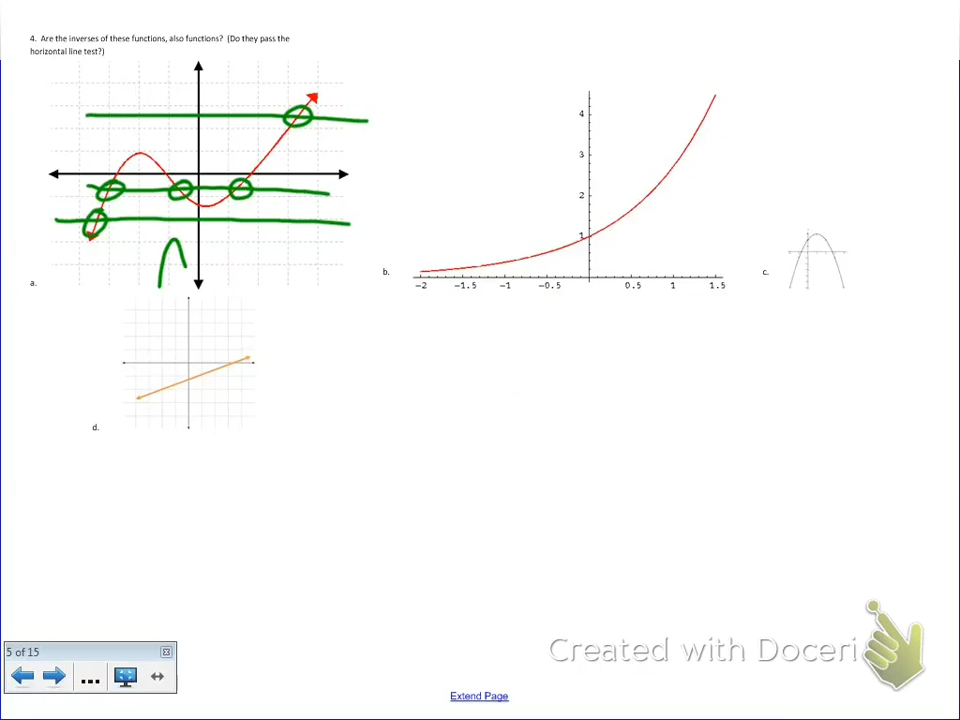 4. Are the inverses of these functions, also functions? (Do they pass the
horizontal line test?)
a.
b.
4
3
2
1
−2 −1.5 −1 −0.5 0.5 1 1.5
c.
d.
Created with Doceri
5 of 15
...
Extend Page